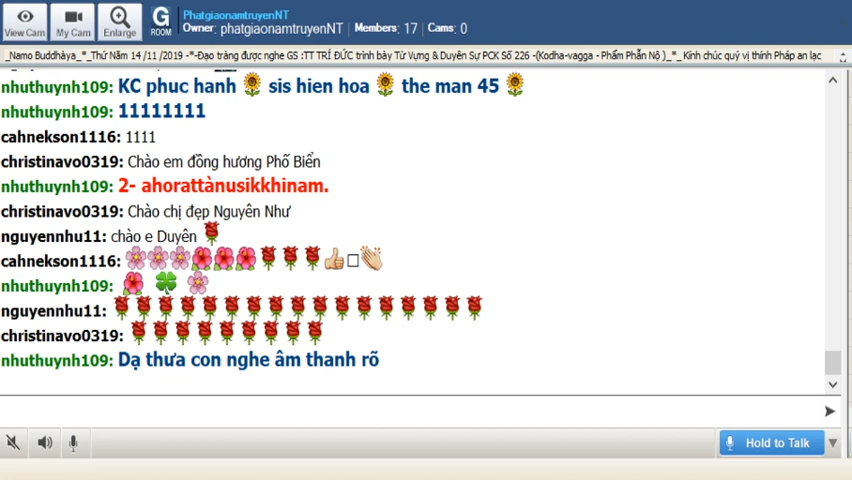 PhatgiaonamtruyenNT
G Owner: phatgiaonamtruyenNT | Members: 17 | Cams: 0
ROOM
View Cam My Cam Enlarge
_Namo Buddhàya_*_Thứ Năm 14 /11 /2019 -*-Đạo tràng được nghe GS :TT TRÍ ĐỨC trình bày Từ Vựng & Duyên Sự PCK Số 226 -(Kodha-vagga - Phẩm Phẫn Nộ )_*_ Kính chúc quý vị thính Pháp an lạc
nhuthuynh109: KC phuc hanh sis hien hoa the man 45
nhuthuynh109: 11111111
cahnekson1116: 1111
christinavo0319: Chào em đồng hương Phố Biển
nhuthuynh109: 2- ahorattànusikkhinam.
christinavo0319: Chào chị đẹp Nguyên Như
nguyennhu11: chào e Duyên
cahnekson1116:
nhuthuynh109:
nguyennhu11:
christinavo0319:
nhuthuynh109: Dạ thưa con nghe âm thanh rõ
Hold to Talk